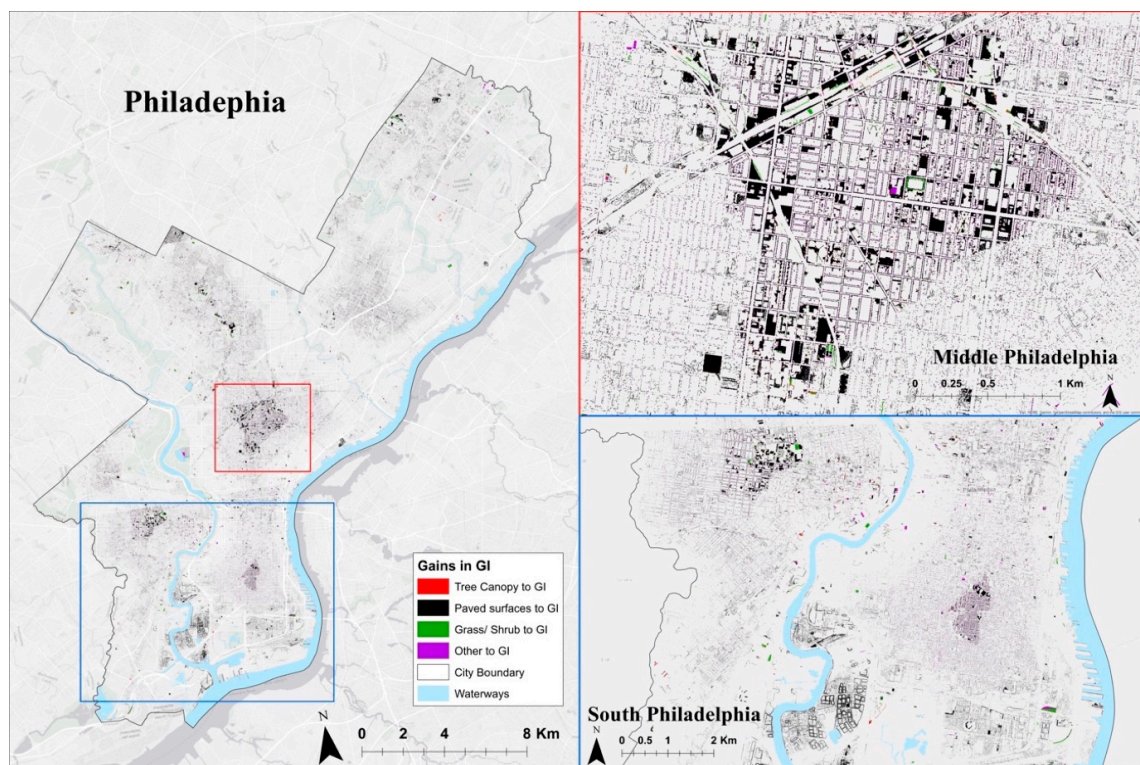 Philadephia
Gains in GI
Tree Canopy to GI
Paved surfaces to GI
Grass/ Shrub to GI
Other to GI
City Boundary
Waterways
N
0 2 4 8 Km
Middle Philadelphia
0 0.25 0.5 1 Km
N
South Philadelphia
N
0 0.5 1 2 Km